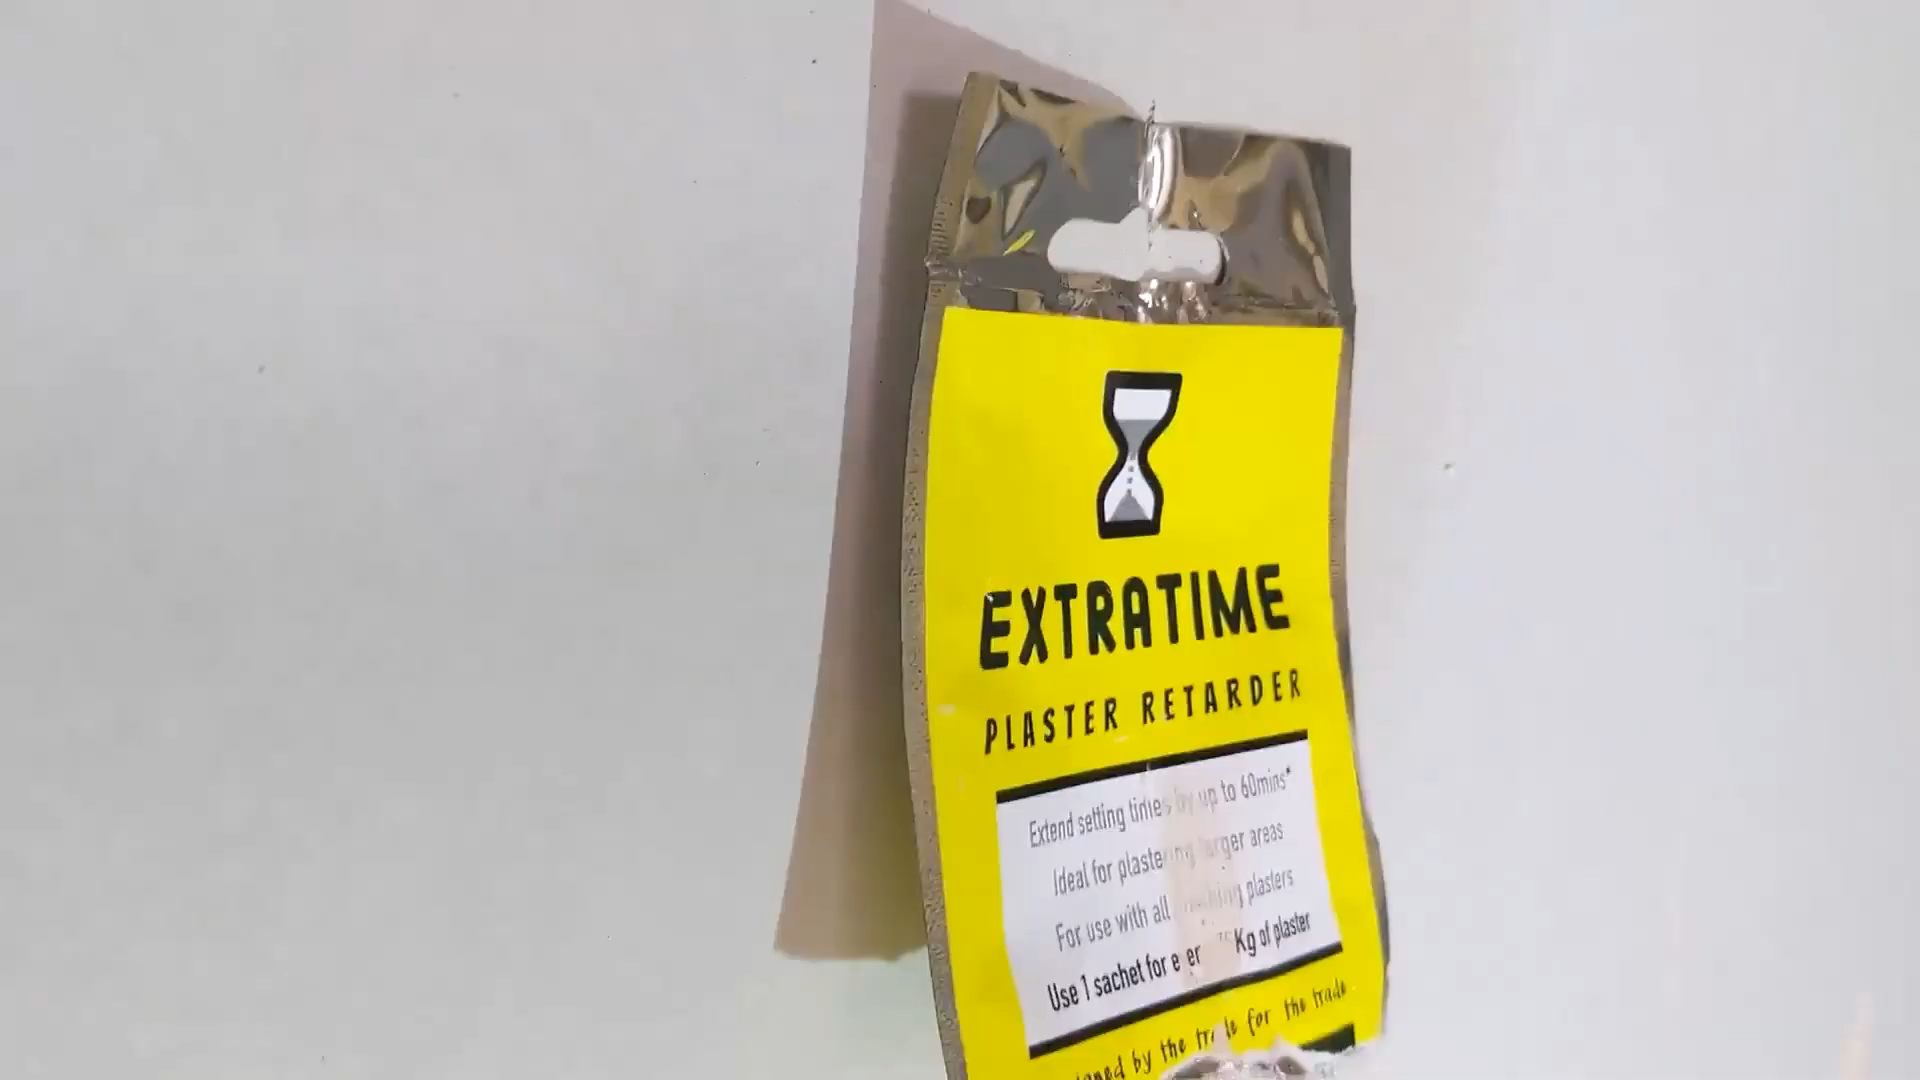 EXTRATIME
PLASTER RETARDER
Extend setting times by up to 60mins*
Ideal for plastering larger areas
For use with all plasters
Use 1 sachet for Kg of plaster
by the trade for the trade